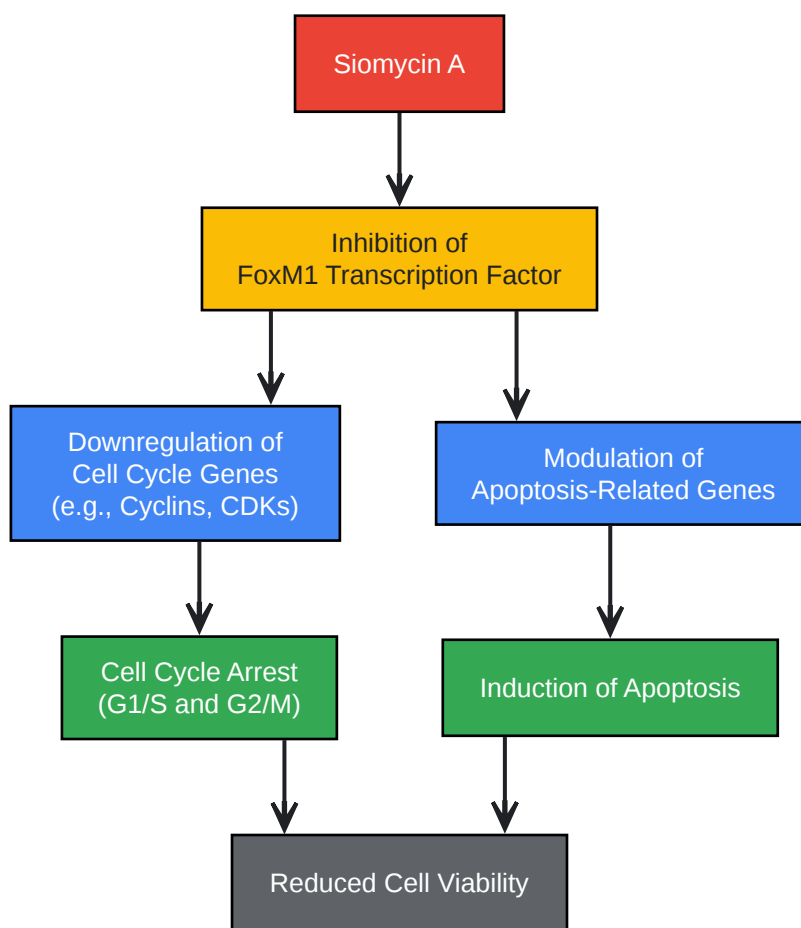 Siomycin A
Inhibition of
FoxM1 Transcription Factor
Downregulation of
Cell Cycle Genes
(e.g., Cyclins, CDKs)
Modulation of
Apoptosis-Related Genes
Cell Cycle Arrest
(G1/S and G2/M)
Induction of Apoptosis
Reduced Cell Viability